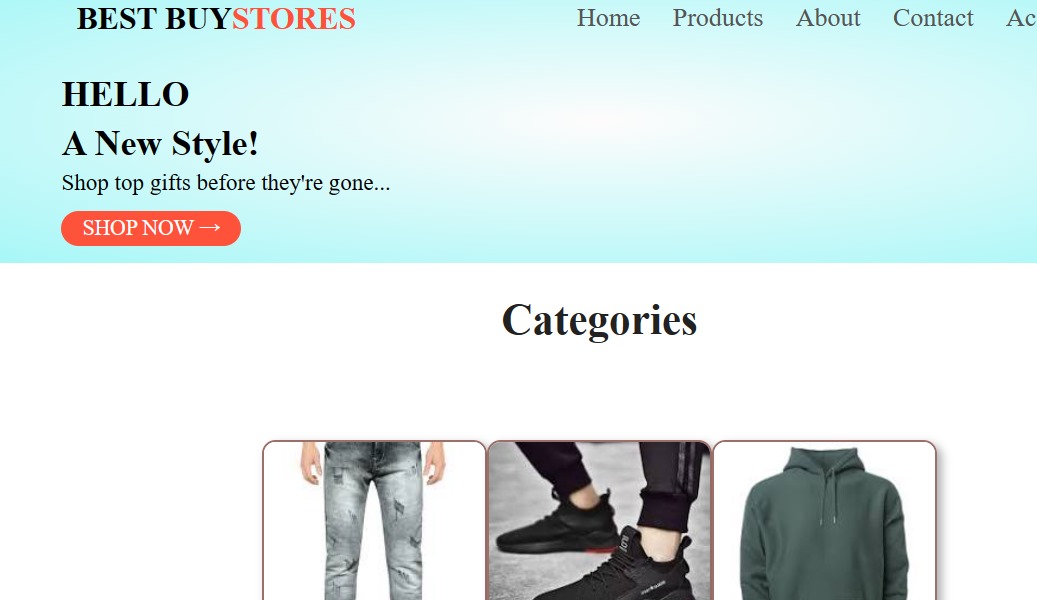 BEST BUYSTORES
Home Products About Contact Ac
HELLO
A New Style!
Shop top gifts before they're gone...
SHOP NOW →
Categories